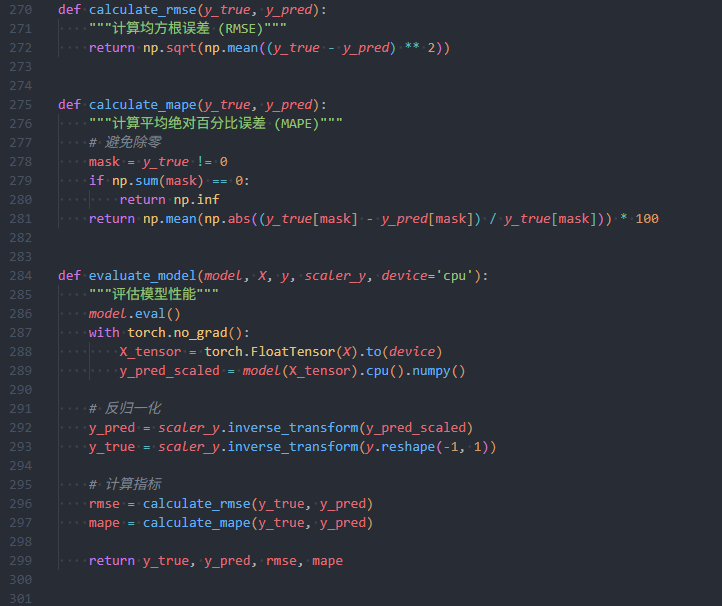 270 def calculate_rmse(y_true, y_pred):
271     """计算均方根误差 (RMSE)"""
272     return np.sqrt(np.mean((y_true - y_pred) ** 2))
273
274
275 def calculate_mape(y_true, y_pred):
276     """计算平均绝对百分比误差 (MAPE)"""
277     # 避免除零
278     mask = y_true != 0
279     if np.sum(mask) == 0:
280         return np.inf
281     return np.mean(np.abs((y_true[mask] - y_pred[mask]) / y_true[mask])) * 100
282
283
284 def evaluate_model(model, X, y, scaler_y, device='cpu'):
285     """评估模型性能"""
286     model.eval()
287     with torch.no_grad():
288         X_tensor = torch.FloatTensor(X).to(device)
289         y_pred_scaled = model(X_tensor).cpu().numpy()
290
291     # 反归一化
292     y_pred = scaler_y.inverse_transform(y_pred_scaled)
293     y_true = scaler_y.inverse_transform(y.reshape(-1, 1))
294
295     # 计算指标
296     rmse = calculate_rmse(y_true, y_pred)
297     mape = calculate_mape(y_true, y_pred)
298
299     return y_true, y_pred, rmse, mape
300
301